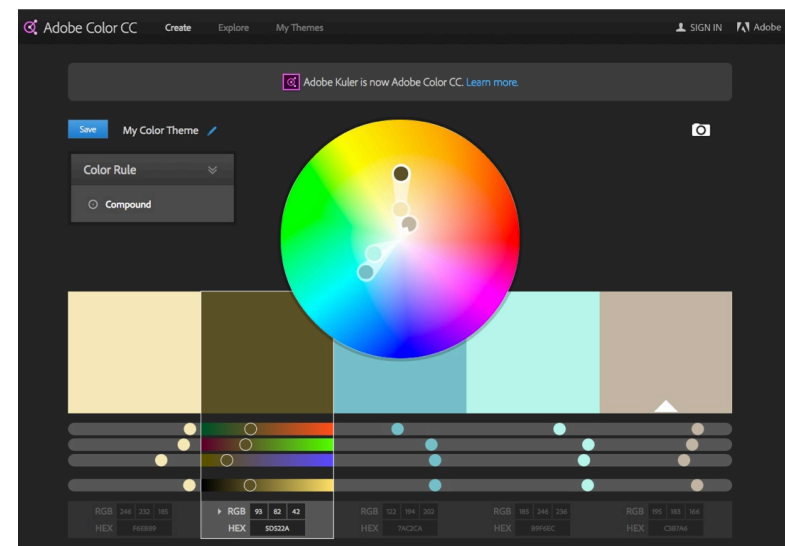 Adobe Color CC Create Explore My Themes SIGN IN Adobe
Adobe Kuler is now Adobe Color CC. Learn more.
Save My Color Theme
Color Rule
Compound
RGB 246 232 185 RGB 93 82 42 RGB 122 194 202 RGB 185 246 236 RGB 195 183 166
HEX F6E8B9 HEX 5D522A HEX 7AC2CA HEX B9F6EC HEX C3B7A6